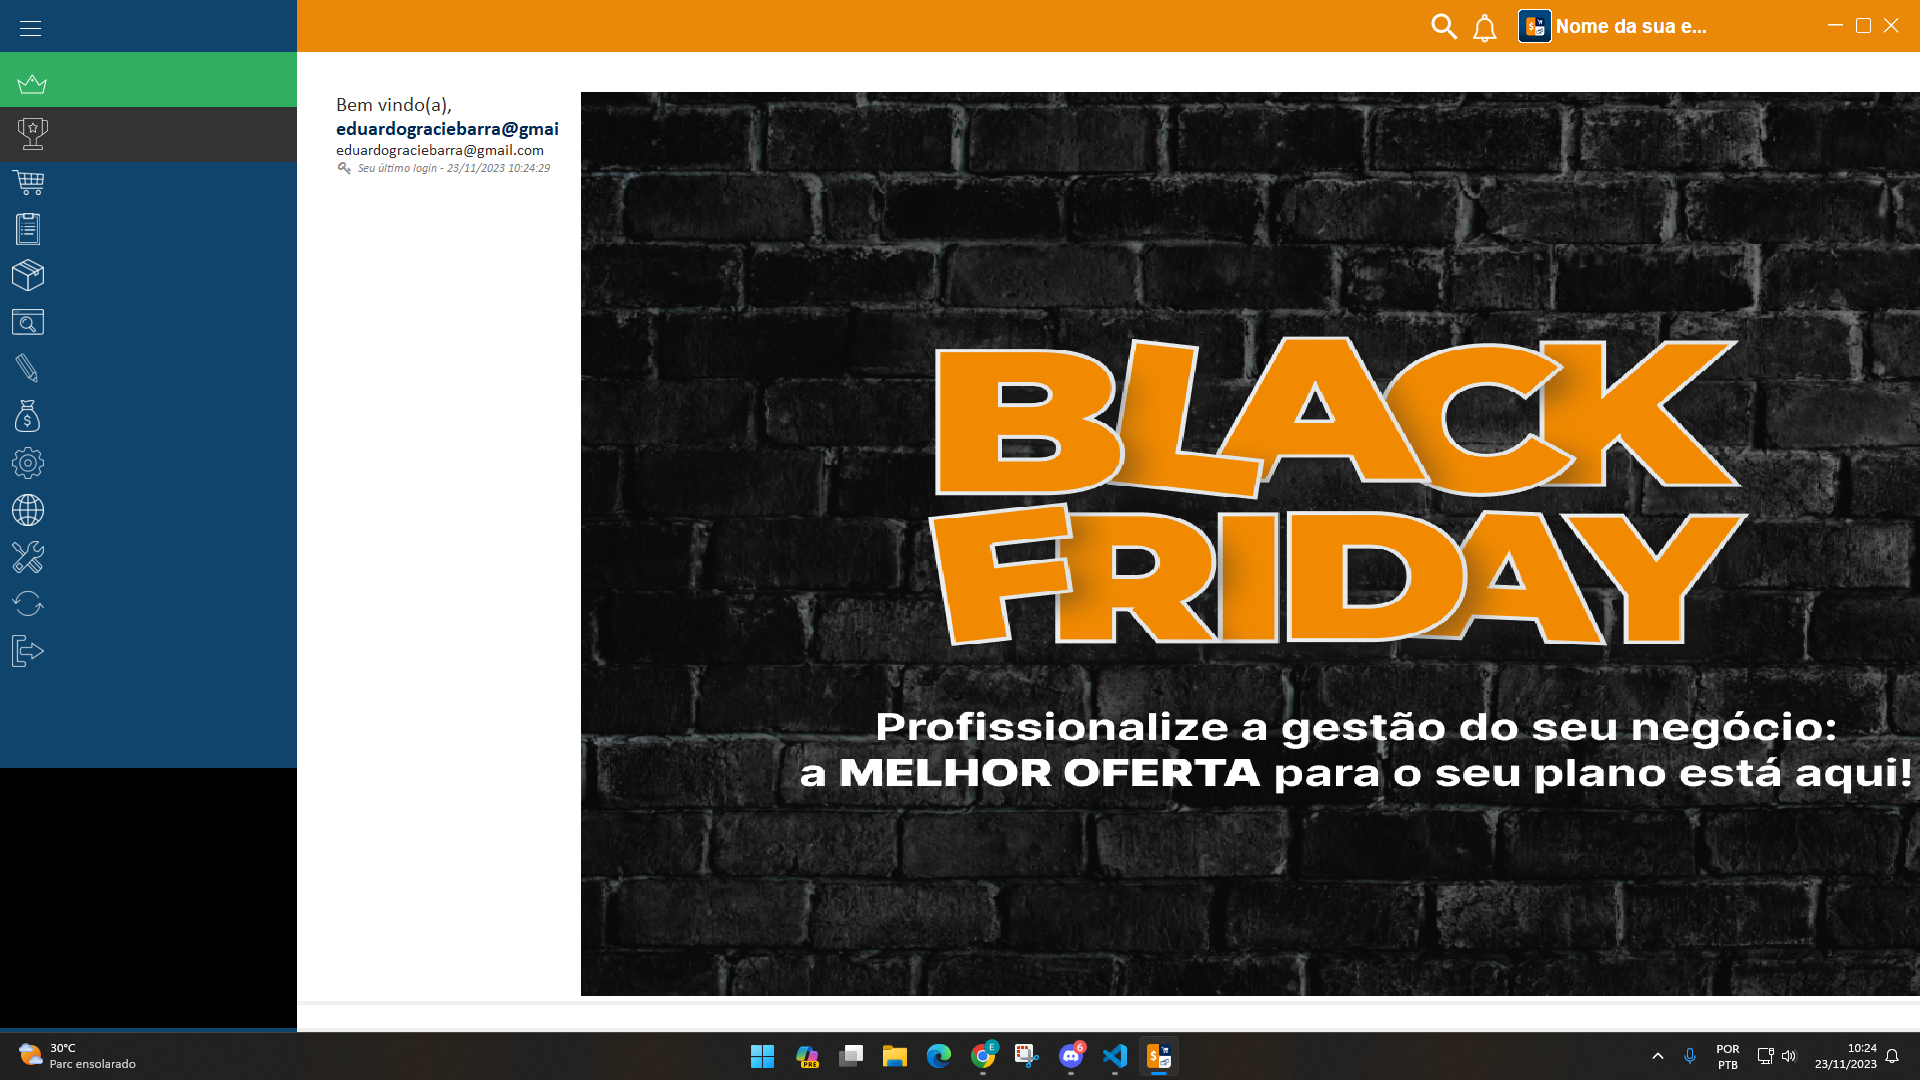 Nome da sua e...
Bem vindo(a),
eduardograciebarra@gmai
eduardograciebarra@gmail.com
Seu último login - 23/11/2023 10:24:29
BLACK
FRIDAY
Profissionalize a gestão do seu negócio:
a MELHOR OFERTA para o seu plano está aqui!
30°C
Parc ensolarado
PRE
E
6
POR
PTB
10:24
23/11/2023